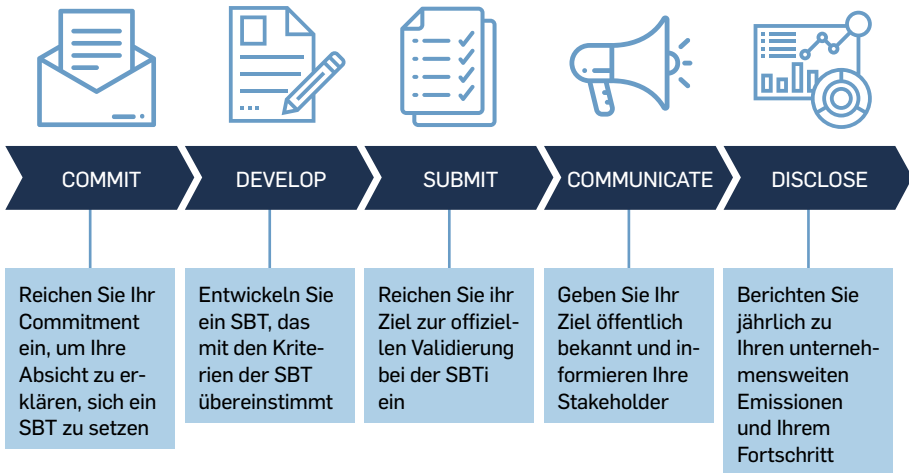 COMMIT
DEVELOP
SUBMIT
COMMUNICATE
DISCLOSE
Reichen Sie Ihr
Commitment
ein, um Ihre
Absicht zu er-
klären, sich ein
SBT zu setzen
Entwickeln Sie
ein SBT, das
mit den Krite-
rien der SBT
übereinstimmt
Reichen Sie ihr
Ziel zur offiziel-
len Validierung
bei der SBTi
ein
Geben Sie Ihr
Ziel öffentlich
bekannt und in-
formieren Ihre
Stakeholder
Berichten Sie
jährlich zu
Ihren unterneh-
mensweiten
Emissionen
und Ihrem
Fortschritt